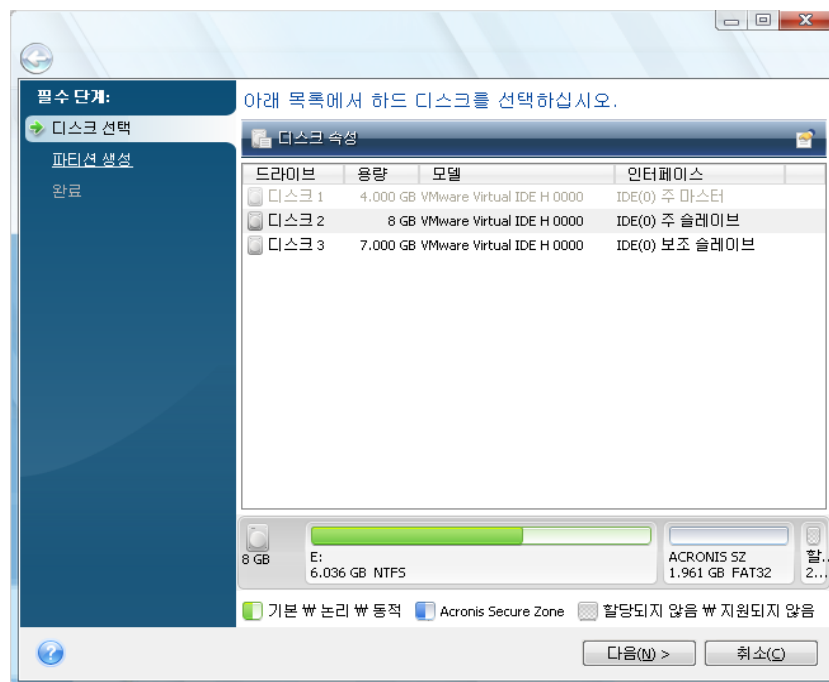 필수 단계:
디스크 선택
파티션 생성
완료
아래 목록에서 하드 디스크를 선택하십시오.
디스크 속성
드라이브 용량 모델 인터페이스
디스크 1 4.000 GB VMware Virtual IDE H 0000 IDE(0) 주 마스터
디스크 2 8 GB VMware Virtual IDE H 0000 IDE(0) 주 슬레이브
디스크 3 7.000 GB VMware Virtual IDE H 0000 IDE(0) 보조 슬레이브
8 GB
E:
6.036 GB NTFS
ACRONIS SZ
1.961 GB FAT32
할...
2...
기본 ₩ 논리 ₩ 동적 Acronis Secure Zone 할당되지 않음 ₩ 지원되지 않음
다음(N) > 취소(C)